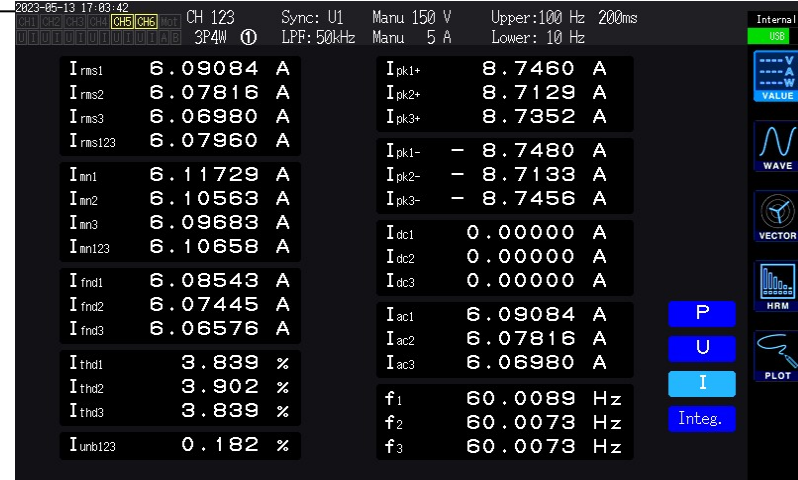 2023-05-13 17:03:42
CH1 CH2 CH3 CH4 CH5 CH6 Mot CH 123 Sync: U1 Manu 150 V Upper:100 Hz 200ms Internal
U I U I U I U I U I U I A B 3P4W ① LPF: 50kHz Manu 5 A Lower: 10 Hz USB
Irms1 6.09084 A
Irms2 6.07816 A
Irms3 6.06980 A
Irms123 6.07960 A
Imn1 6.11729 A
Imn2 6.10563 A
Imn3 6.09683 A
Imn123 6.10658 A
Ifnd1 6.08543 A
Ifnd2 6.07445 A
Ifnd3 6.06576 A
Ithd1 3.839 %
Ithd2 3.902 %
Ithd3 3.839 %
Iunb123 0.182 %
Ipk1+ 8.7460 A
Ipk2+ 8.7129 A
Ipk3+ 8.7352 A
Ipk1- - 8.7480 A
Ipk2- - 8.7133 A
Ipk3- - 8.7456 A
Idc1 0.00000 A
Idc2 0.00000 A
Idc3 0.00000 A
Iac1 6.09084 A
Iac2 6.07816 A
Iac3 6.06980 A
f1 60.0089 Hz
f2 60.0073 Hz
f3 60.0073 Hz
P
U
I
Integ.
----V
----A
----W
VALUE
WAVE
VECTOR
HRM
PLOT